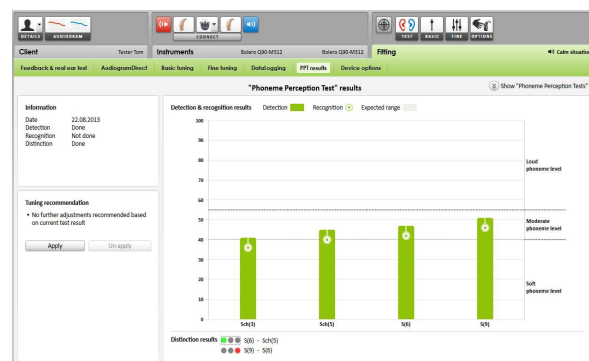 DETAILS AUDIOGRAM CONNECT TEST BASIC FINE OPTIONS
Client Tester Tom Instruments Bolero Q90-M312 Bolero Q90-M312 Fitting Calm situation
Feedback & real ear test AudiogramDirect Basic tuning Fine tuning DataLogging PPT results Device options
"Phoneme Perception Test" results Show "Phoneme Perception Tests"
Information
Date 22.08.2013
Detection Done
Recognition Not done
Distinction Done
Tuning recommendation
• No further adjustments recommended based
on current test result
Apply Un-apply
Detection & recognition results Detection Recognition Expected range
100
90
80
70
60
50
40
30
20
10
0
Loud
phoneme level
Moderate
phoneme level
Soft
phoneme level
Sch(3) Sch(5) S(6) S(9)
Distinction results S(6) - Sch(5)
S(9) - S(6)